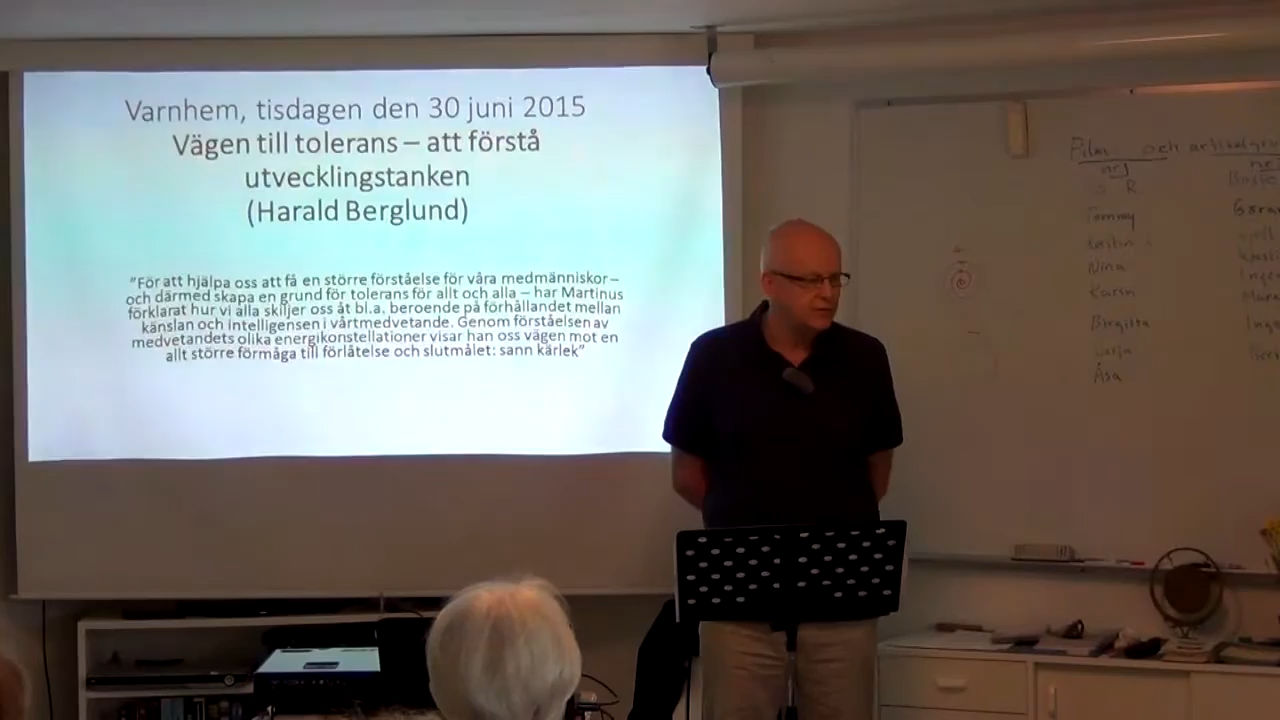 Varnhem, tisdagen den 30 juni 2015
Vägen till tolerans – att förstå
utvecklingstanken
(Harald Berglund)
"För att hjälpa oss att få en större förståelse för våra medmänniskor –
och därmed skapa en grund för tolerans för allt och alla – har Martinus
förklarat hur vi alla skiljer oss åt bl.a. beroende på förhållandet mellan
känslan och intelligensen i vårt medvetande. Genom förståelsen av
medvetandets olika energikonstellationer visar han oss vägen mot en
allt större förmåga till förlåtelse och slutmålet: sann kärlek"
och
Tommy
Nina
Karin
Birgitta
Åsa